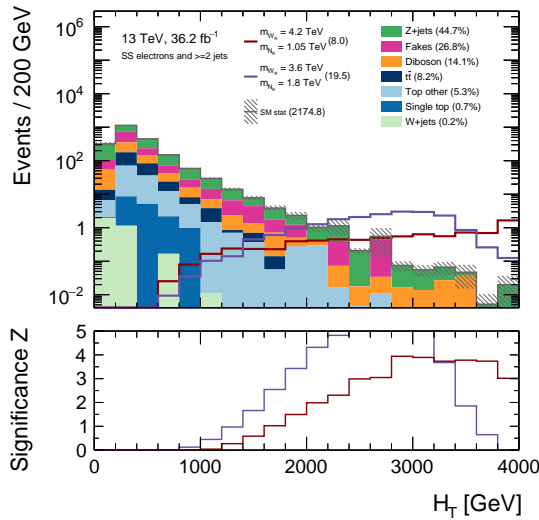 13 TeV, 36.2 fb⁻¹
SS electrons and >=2 jets
m_{W_R} = 4.2 TeV
m_{N_R} = 1.05 TeV (8.0)
m_{W_R} = 3.6 TeV
m_{N_R} = 1.8 TeV (19.5)
SM stat (2174.8)
Z+jets (44.7%)
Fakes (26.8%)
Diboson (14.1%)
tt̄ (8.2%)
Top other (5.3%)
Single top (0.7%)
W+jets (0.2%)
Events / 200 GeV
10⁶
10⁴
10²
1
10⁻²
Significance Z
5
4
3
2
1
0
0 1000 2000 3000 4000
H_T [GeV]